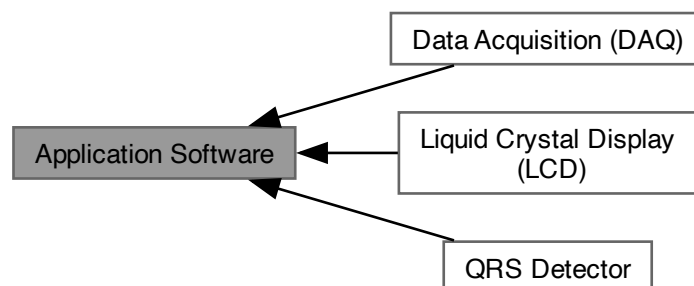 Data Acquisition (DAQ)
Application Software
Liquid Crystal Display
(LCD)
QRS Detector